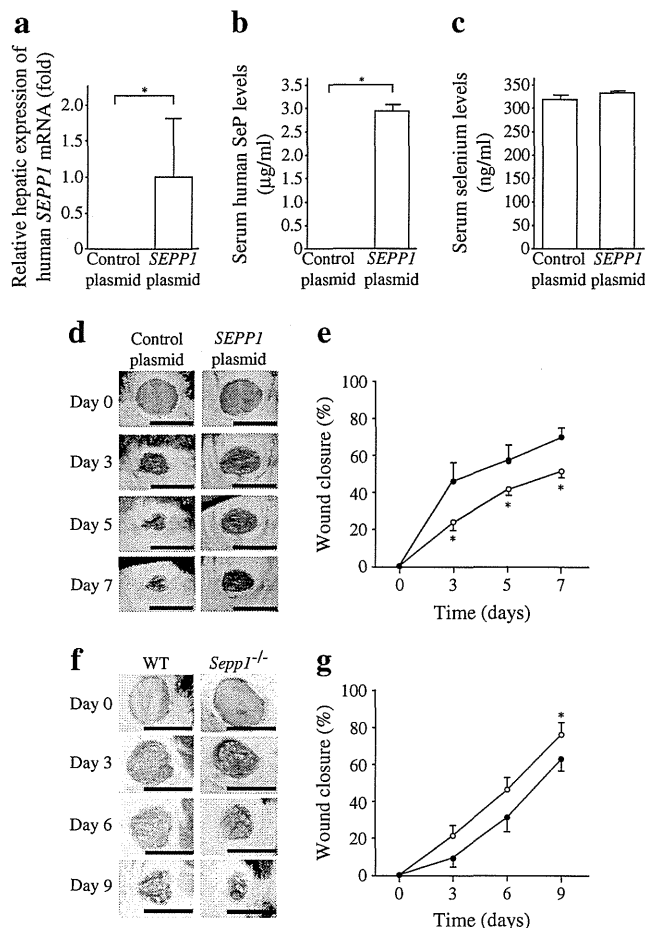 a
Relative hepatic expression of
human SEPP1 mRNA (fold)
*
2.0
1.5
1.0
0.5
0
Control
plasmid
SEPP1
plasmid
b
Serum human SeP levels
(µg/ml)
*
3.5
3.0
2.5
2.0
1.5
1.0
0.5
0
Control
plasmid
SEPP1
plasmid
c
Serum selenium levels
(ng/ml)
350
300
250
200
150
100
50
0
Control
plasmid
SEPP1
plasmid
d
Control
plasmid
SEPP1
plasmid
Day 0
Day 3
Day 5
Day 7
e
Wound closure (%)
100
80
60
40
20
0
*
*
*
0 3 5 7
Time (days)
f
WT
Sepp1-/-
Day 0
Day 3
Day 6
Day 9
g
Wound closure (%)
100
80
60
40
20
0
*
0 3 6 9
Time (days)